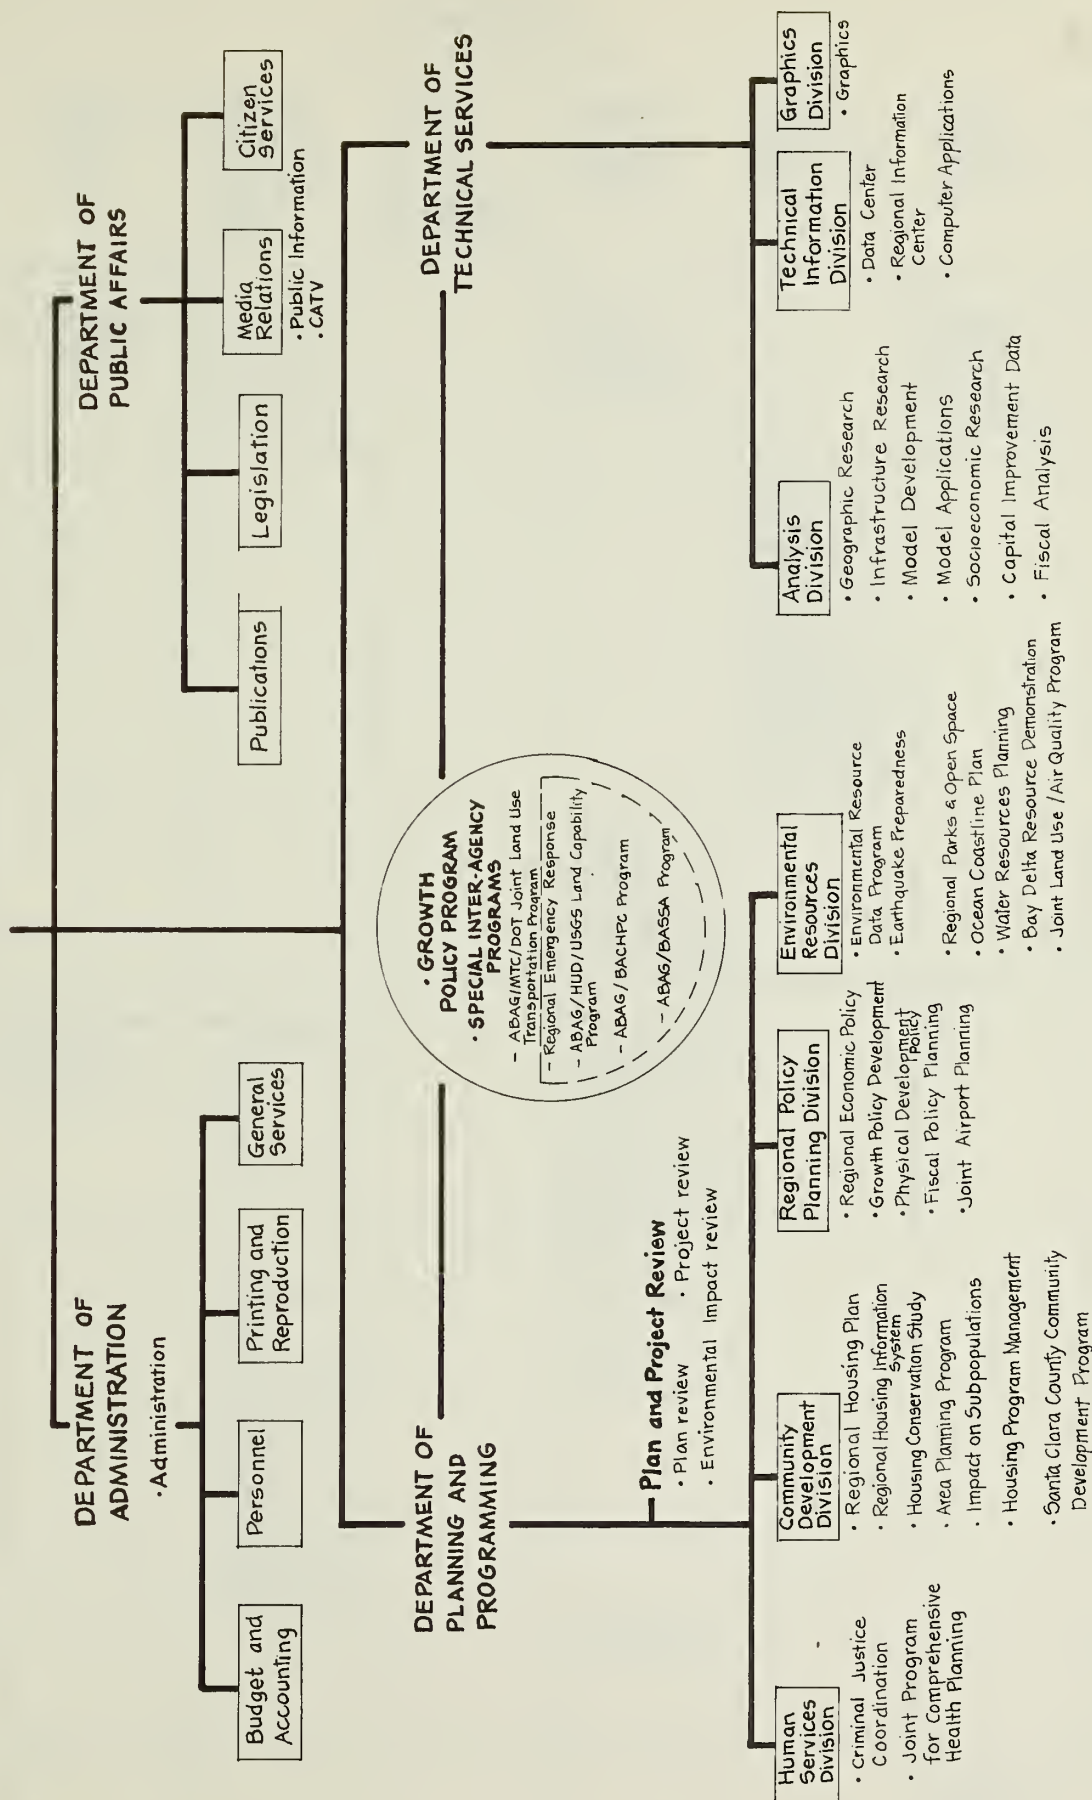 DEPARTMENT OF
ADMINISTRATION
• Administration
Budget and
Accounting
Personnel
Printing and
Reproduction
General
Services
DEPARTMENT OF
PUBLIC AFFAIRS
Publications
Legislation
Media
Relations
• Public Information
• CATV
Citizen
Services
DEPARTMENT OF
PLANNING AND
PROGRAMMING
• GROWTH
POLICY PROGRAM
• SPECIAL INTER-AGENCY
PROGRAMS
- ABAG/MTC/DOT Joint Land Use
Transportation Program
- Regional Emergency Response
- ABAG/HUD/USGS Land Capability
Program
- ABAG/BACHPC Program
- ABAG/BASSA Program
DEPARTMENT OF
TECHNICAL SERVICES
Plan and Project Review
• Plan review • Project review
• Environmental Impact review
Human
Services
Division
• Criminal Justice
Coordination
• Joint Program
for Comprehensive
Health Planning
Community
Development
Division
• Regional Housing Plan
• Regional Housing Information
System
• Housing Conservation Study
• Area Planning Program
• Impact on Subpopulations
• Housing Program Management
• Santa Clara County Community
Development Program
Regional Policy
Planning Division
• Regional Economic Policy
• Growth Policy Development
• Physical Development
Policy
• Fiscal Policy Planning
• Joint Airport Planning
Environmental
Resources
Division
• Environmental Resource
Data Program
• Earthquake Preparedness
• Regional Parks & Open Space
• Ocean Coastline Plan
• Water Resources Planning
• Bay Delta Resource Demonstration
• Joint Land Use /Air Quality Program
Analysis
Division
• Geographic Research
• Infrastructure Research
• Model Development
• Model Applications
• Socioeconomic Research
• Capital Improvement Data
• Fiscal Analysis
Technical
Information
Division
• Data Center
• Regional Information
Center
• Computer Applications
Graphics
Division
• Graphics